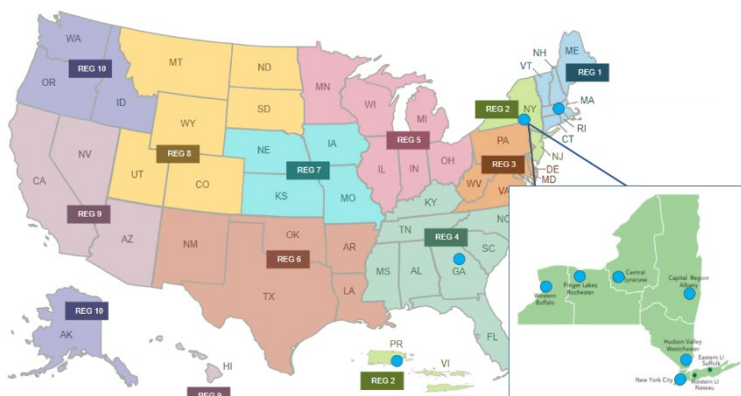 WA
REG 10
OR
ID
MT
ND
SD
WY
REG 8
UT
CO
NE
IA
REG 7
KS
MO
MN
WI
MI
REG 5
IL
IN
OH
NH
ME
VT
REG 1
REG 2
NY
MA
RI
CT
PA
NJ
REG 3
DE
MD
WV
VA
NV
CA
REG 9
AZ
NM
OK
AR
REG 6
TX
LA
KY
TN
NC
REG 4
SC
MS
AL
GA
FL
REG 10
AK
HI
REG 9
PR
VI
REG 2
Western
Buffalo
Finger Lakes
Rochester
Central
Syracuse
Capital Region
Albany
Hudson Valley
Westchester
Eastern LI
Suffolk
New York City
Western LI
Nassau